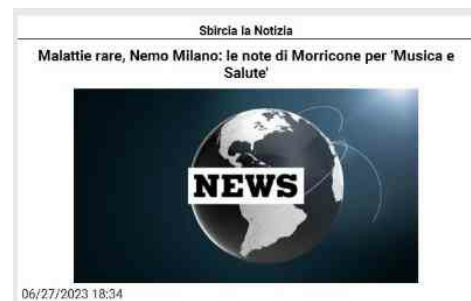 Sbircia la Notizia
Malattie rare, Nemo Milano: le note di Morricone per 'Musica e
Salute'
NEWS
06/27/2023 18:34